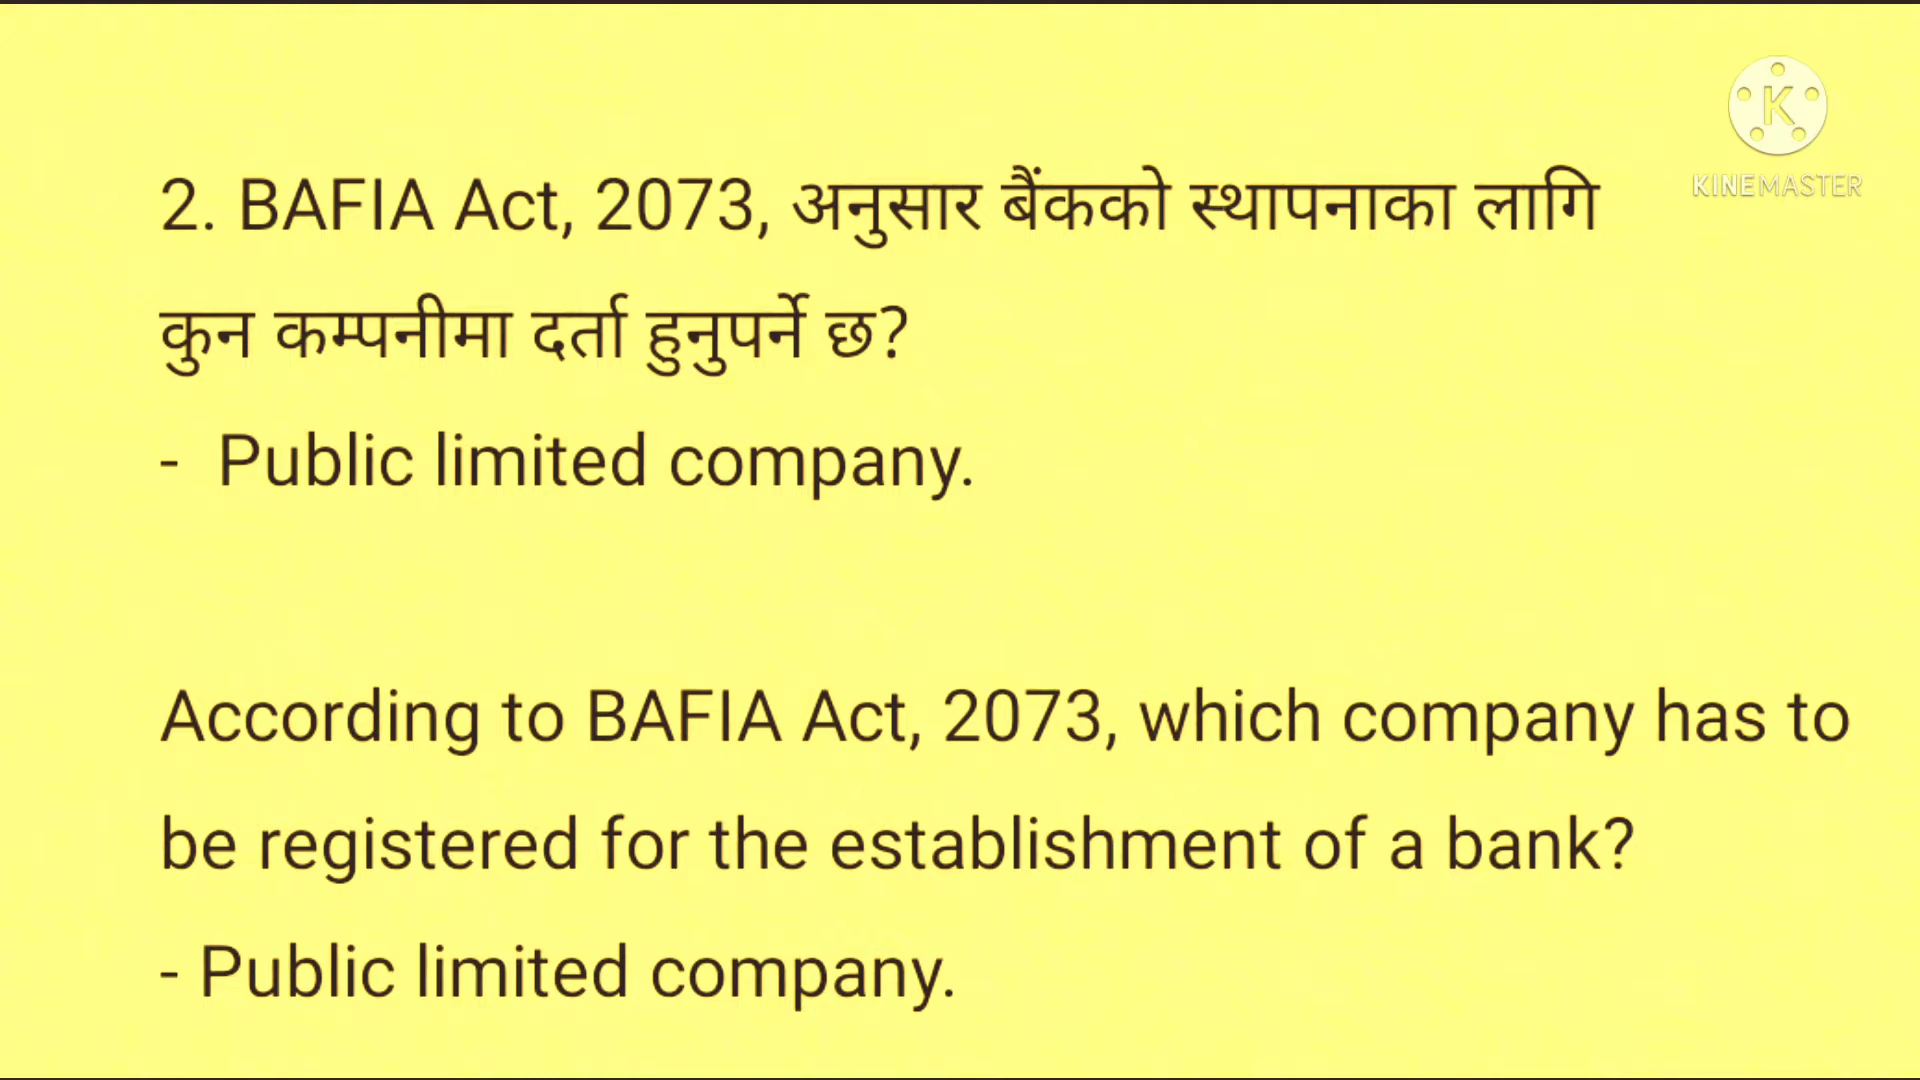 K
KINEMASTER
2. BAFIA Act, 2073, अनुसार बैंकको स्थापनाका लागि
कुन कम्पनीमा दर्ता हुनुपर्ने छ?
- Public limited company.
According to BAFIA Act, 2073, which company has to
be registered for the establishment of a bank?
- Public limited company.